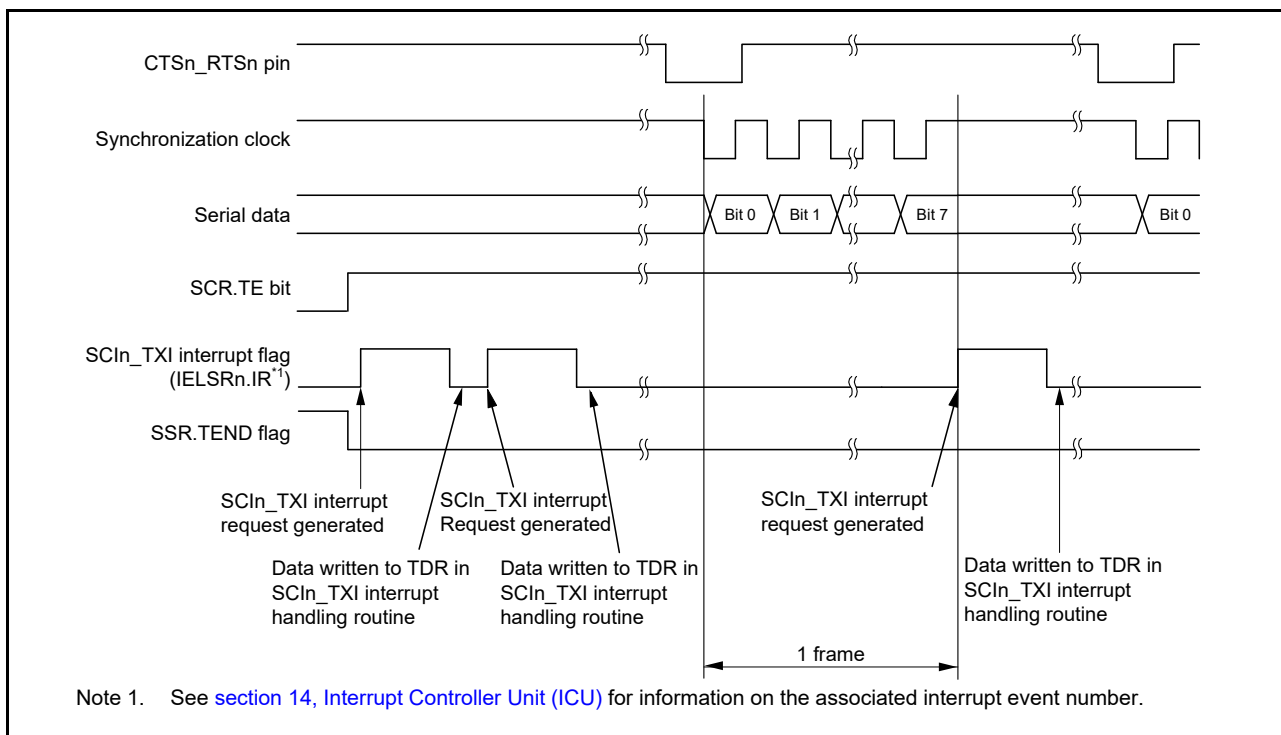 CTSn_RTSn pin
Synchronization clock
Serial data
Bit 0
Bit 1
Bit 7
Bit 0
SCR.TE bit
SCIn_TXI interrupt flag
(IELSRn.IR*1)
SSR.TEND flag
SCIn_TXI interrupt
request generated
SCIn_TXI interrupt
Request generated
SCIn_TXI interrupt
request generated
Data written to TDR in
SCIn_TXI interrupt
handling routine
Data written to TDR in
SCIn_TXI interrupt
handling routine
Data written to TDR in
SCIn_TXI interrupt
handling routine
1 frame
Note 1. See section 14, Interrupt Controller Unit (ICU) for information on the associated interrupt event number.